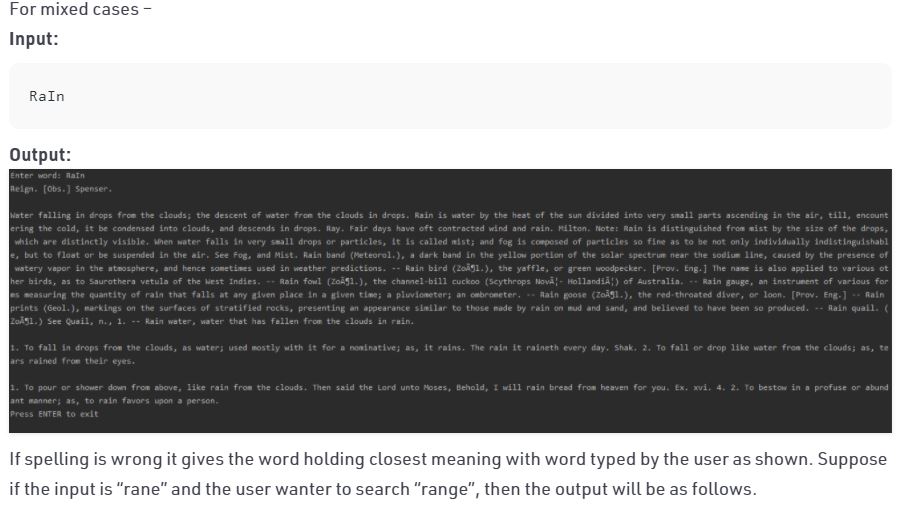 For mixed cases –
Input:
RaIn
Output:
Enter word: RaIn
Reign. [Obs.] Spenser.
Water falling in drops from the clouds; the descent of water from the clouds in drops. Rain is water by the heat of the sun divided into very small parts ascending in the air, till, encount
ering the cold, it be condensed into clouds, and descends in drops. Ray. Fair days have oft contracted wind and rain. Milton. Note: Rain is distinguished from mist by the size of the drops,
which are distinctly visible. When water falls in very small drops or particles, it is called mist; and fog is composed of particles so fine as to be not only individually indistinguishabl
e, but to float or be suspended in the air. See Fog, and Mist. Rain band (Meteorol.), a dark band in the yellow portion of the solar spectrum near the sodium line, caused by the presence of
watery vapor in the atmosphere, and hence sometimes used in weather predictions. -- Rain bird (ZoÃ¶l.), the yaffle, or green woodpecker. [Prov. Eng.] The name is also applied to various ot
her birds, as to Saurothera vetula of the West Indies. -- Rain fowl (ZoÃ¶l.), the channel-bill cuckoo (Scythrops NovÃ¦- HollandiÃ¦) of Australia. -- Rain gauge, an instrument of various for
ms measuring the quantity of rain that falls at any given place in a given time; a pluviometer; an ombrometer. -- Rain goose (ZoÃ¶l.), the red-throated diver, or loon. [Prov. Eng.] -- Rain
prints (Geol.), markings on the surfaces of stratified rocks, presenting an appearance similar to those made by rain on mud and sand, and believed to have been so produced. -- Rain quail. (
ZoÃ¶l.) See Quail, n., 1. -- Rain water, water that has fallen from the clouds in rain.
1. To fall in drops from the clouds, as water; used mostly with it for a nominative; as, it rains. The rain it raineth every day. Shak. 2. To fall or drop like water from the clouds; as, te
ars rained from their eyes.
1. To pour or shower down from above, like rain from the clouds. Then said the Lord unto Moses, Behold, I will rain bread from heaven for you. Ex. xvi. 4. 2. To bestow in a profuse or abund
ant manner; as, to rain favors upon a person.
Press ENTER to exit
If spelling is wrong it gives the word holding closest meaning with word typed by the user as shown. Suppose
if the input is “rane” and the user wanter to search “range”, then the output will be as follows.